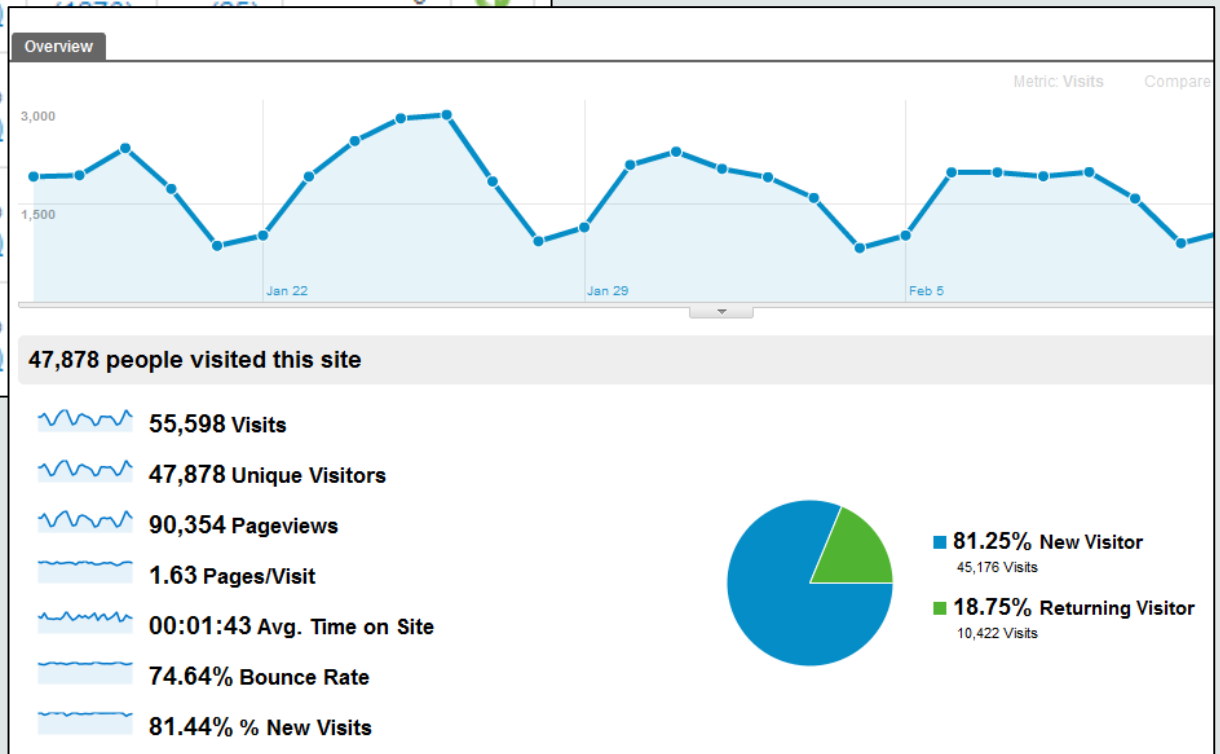 Overview
Metric: Visits Compare
3,000
1,500
Jan 22 Jan 29 Feb 5
47,878 people visited this site
55,598 Visits
47,878 Unique Visitors
90,354 Pageviews
1.63 Pages/Visit
00:01:43 Avg. Time on Site
74.64% Bounce Rate
81.44% % New Visits
81.25% New Visitor
45,176 Visits
18.75% Returning Visitor
10,422 Visits